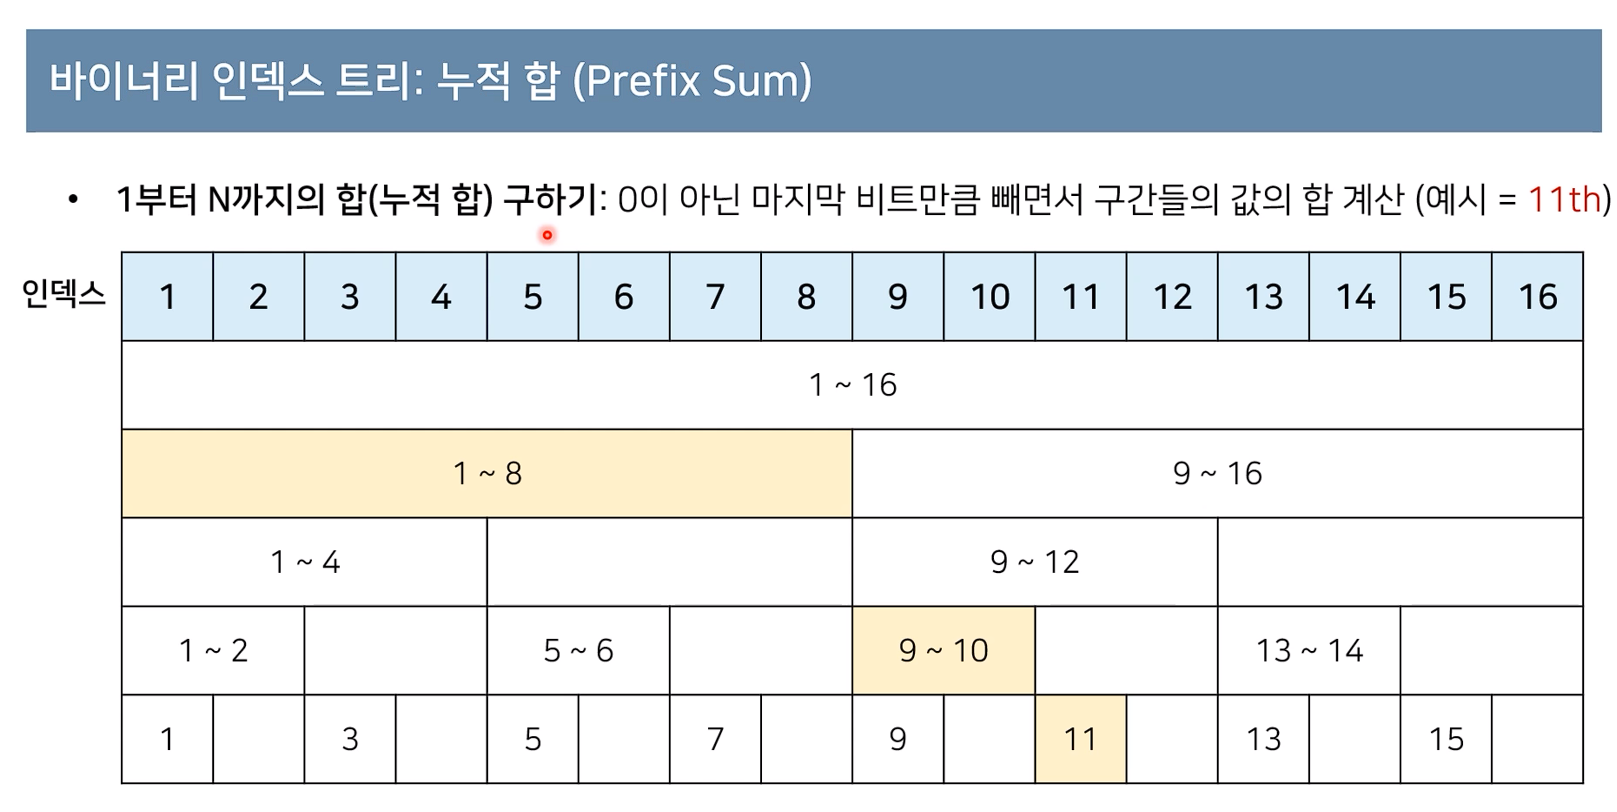 바이너리 인덱스 트리: 누적 합 (Prefix Sum)
• 1부터 N까지의 합(누적 합) 구하기: 0이 아닌 마지막 비트만큼 빼면서 구간들의 값의 합 계산 (예시 = 11th)
인덱스 1 2 3 4 5 6 7 8 9 10 11 12 13 14 15 16
1 ~ 16
1 ~ 8 9 ~ 16
1 ~ 4 9 ~ 12
1 ~ 2 5 ~ 6 9 ~ 10 13 ~ 14
1 3 5 7 9 11 13 15